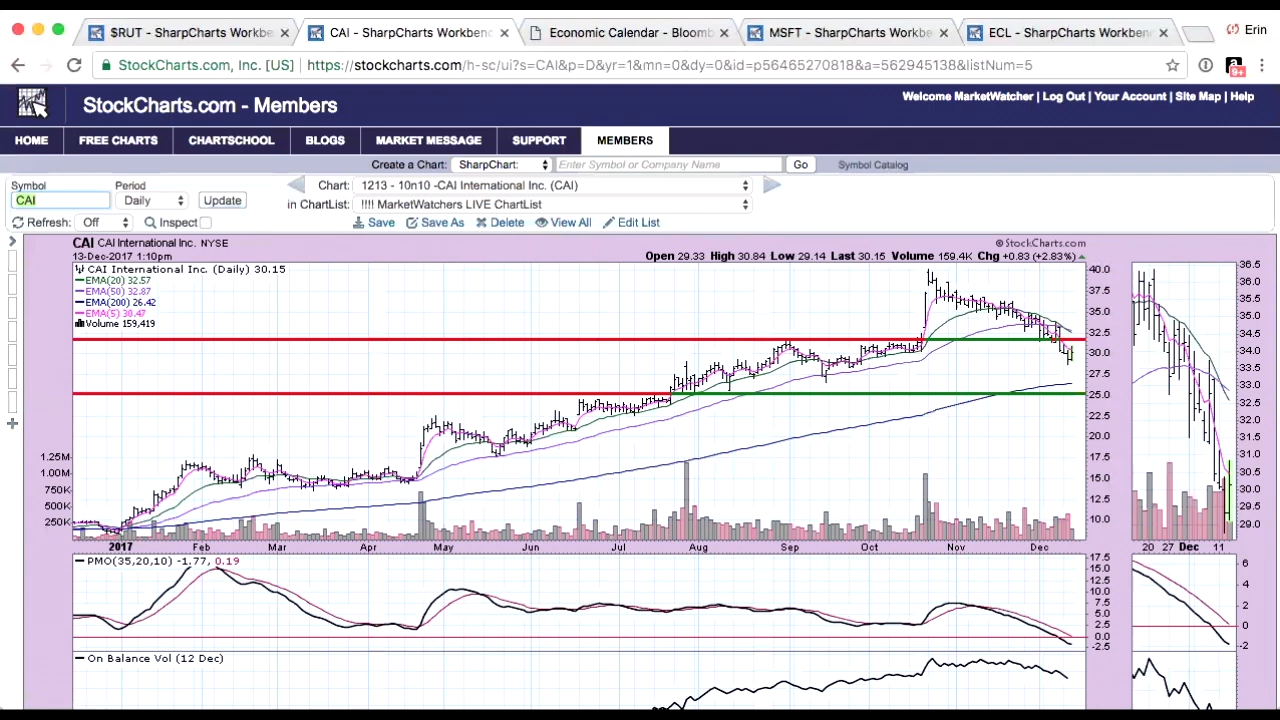 $RUT - SharpCharts Workbe
CAI - SharpCharts Workbenc
Economic Calendar - Bloomb
MSFT - SharpCharts Workbe
ECL - SharpCharts Workben
Erin
StockCharts.com, Inc. [US]
https://stockcharts.com/h-sc/ui?s=CAI&p=D&yr=1&mn=0&dy=0&id=p56465270818&a=562945138&listNum=5
9+
StockCharts.com - Members
Welcome MarketWatcher | Log Out | Your Account | Site Map | Help
HOME
FREE CHARTS
CHARTSCHOOL
BLOGS
MARKET MESSAGE
SUPPORT
MEMBERS
Create a Chart: SharpChart: Enter Symbol or Company Name Go Symbol Catalog
Symbol Period
CAI Daily Update
Chart: 1213 - 10n10 -CAI International Inc. (CAI)
in ChartList: !!!! MarketWatchers LIVE ChartList
Refresh: Off Inspect
Save Save As Delete View All Edit List
CAI CAI International Inc. NYSE
© StockCharts.com
13-Dec-2017 1:10pm
Open 29.33 High 30.84 Low 29.14 Last 30.15 Volume 159.4K Chg +0.83 (+2.83%)
CAI International Inc. (Daily) 30.15
EMA(20) 32.57
EMA(50) 32.87
EMA(200) 26.42
EMA(5) 30.47
Volume 159,419
40.0
37.5
35.0
32.5
30.0
27.5
25.0
22.5
20.0
17.5
15.0
12.5
10.0
1.25M
1.00M
750K
500K
250K
2017 Feb Mar Apr May Jun Jul Aug Sep Oct Nov Dec
36.5
36.0
35.5
35.0
34.5
34.0
33.5
33.0
32.5
32.0
31.5
31.0
30.5
30.0
29.5
29.0
20 27 Dec 11
PMO(35,20,10) -1.77, 0.19
17.5
15.0
12.5
10.0
7.5
5.0
2.5
0.0
-2.5
6
4
2
0
-2
On Balance Vol (12 Dec)